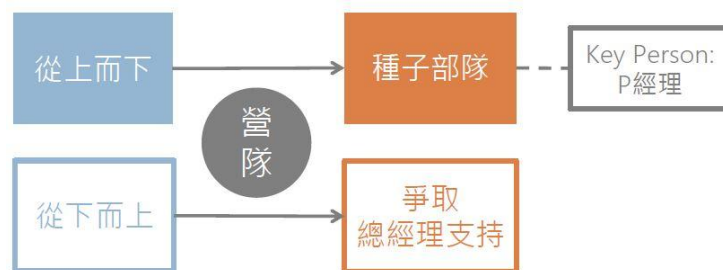 從上而下
種子部隊
Key Person:
P經理
營
隊
從下而上
爭取
總經理支持